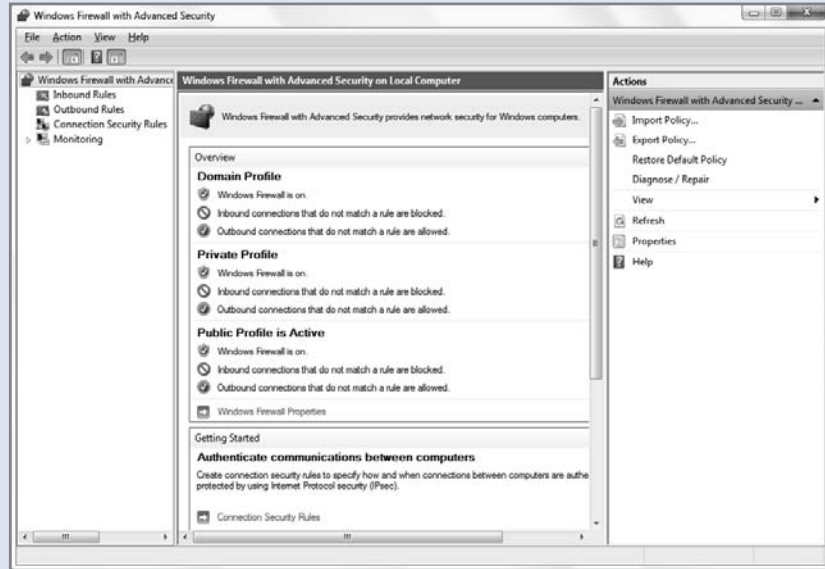 Windows Firewall with Advanced Security
File Action View Help
Windows Firewall with Advance
Inbound Rules
Outbound Rules
Connection Security Rules
Monitoring
Windows Firewall with Advanced Security on Local Computer
Windows Firewall with Advanced Security provides network security for Windows computers.
Overview
Domain Profile
Windows Firewall is on.
Inbound connections that do not match a rule are blocked.
Outbound connections that do not match a rule are allowed.
Private Profile
Windows Firewall is on.
Inbound connections that do not match a rule are blocked.
Outbound connections that do not match a rule are allowed.
Public Profile is Active
Windows Firewall is on.
Inbound connections that do not match a rule are blocked.
Outbound connections that do not match a rule are allowed.
Windows Firewall Properties
Getting Started
Authenticate communications between computers
Create connection security rules to specify how and when connections between computers are authe
protected by using Internet Protocol security (IPsec).
Connection Security Rules
Actions
Windows Firewall with Advanced Security ...
Import Policy...
Export Policy...
Restore Default Policy
Diagnose / Repair
View
Refresh
Properties
Help